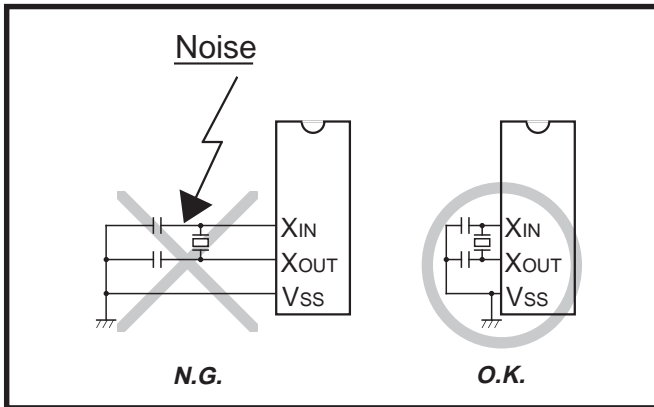 Noise
XIN
XOUT
VSS
N.G.
XIN
XOUT
VSS
O.K.